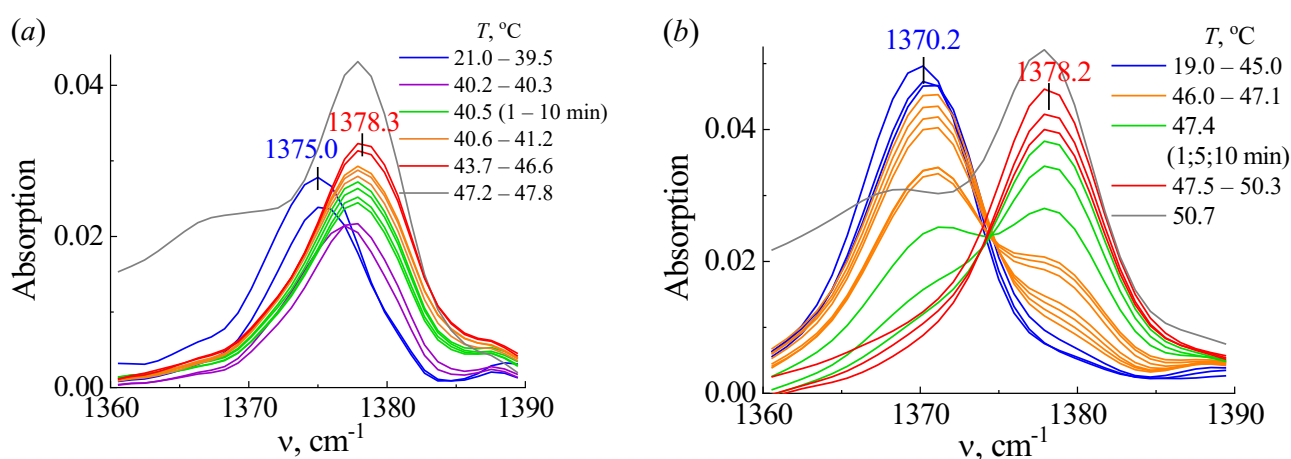 (a)
T, °C
21.0 – 39.5
40.2 – 40.3
40.5 (1 – 10 min)
40.6 – 41.2
43.7 – 46.6
47.2 – 47.8
1375.0
1378.3
0.04
0.02
0.00
Absorption
1360
1370
1380
1390
ν, cm-1
(b)
T, °C
19.0 – 45.0
46.0 – 47.1
47.4
(1;5;10 min)
47.5 – 50.3
50.7
1370.2
1378.2
0.04
0.02
0.00
Absorption
1360
1370
1380
1390
ν, cm-1